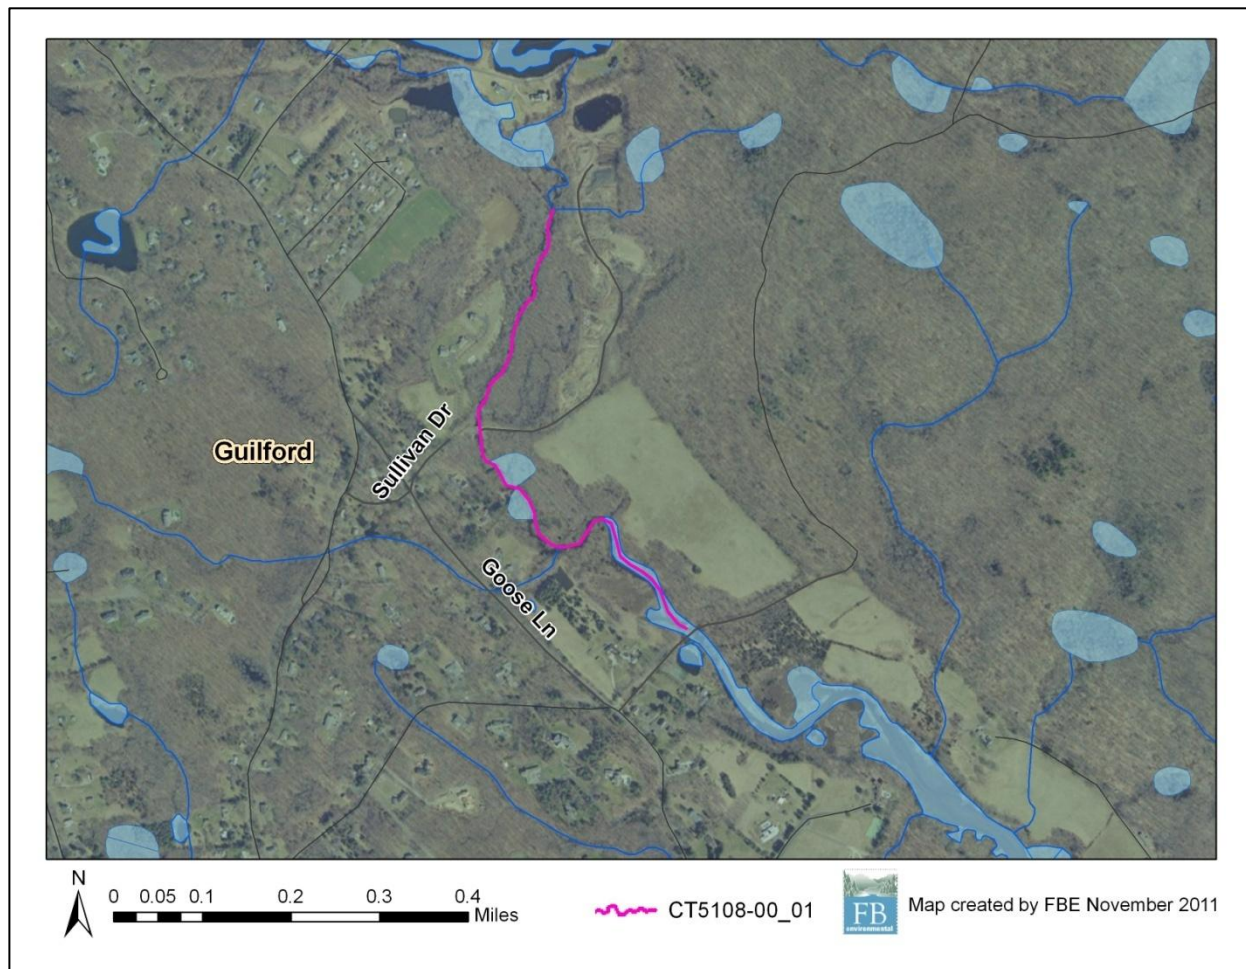 Guilford
Sullivan Dr
Goose Ln
N
0 0.05 0.1 0.2 0.3 0.4
Miles
CT5108-00_01
FB
environmental
Map created by FBE November 2011